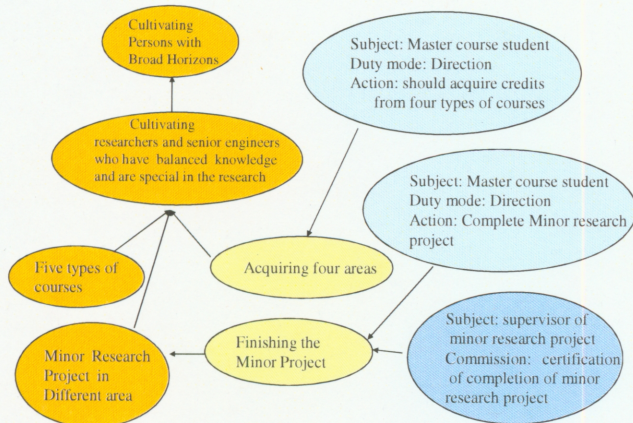 Cultivating
Persons with
Broad Horizons
Subject: Master course student
Duty mode: Direction
Action: should acquire credits
from four types of courses
Cultivating
researchers and senior engineers
who have balanced knowledge
and are special in the research
Subject: Master course student
Duty mode: Direction
Action: Complete Minor research
project
Five types of
courses
Acquiring four areas
Minor Research
Project in
Different area
Finishing the
Minor Project
Subject: supervisor of
minor research project
Commission: certification
of completion of minor
research project